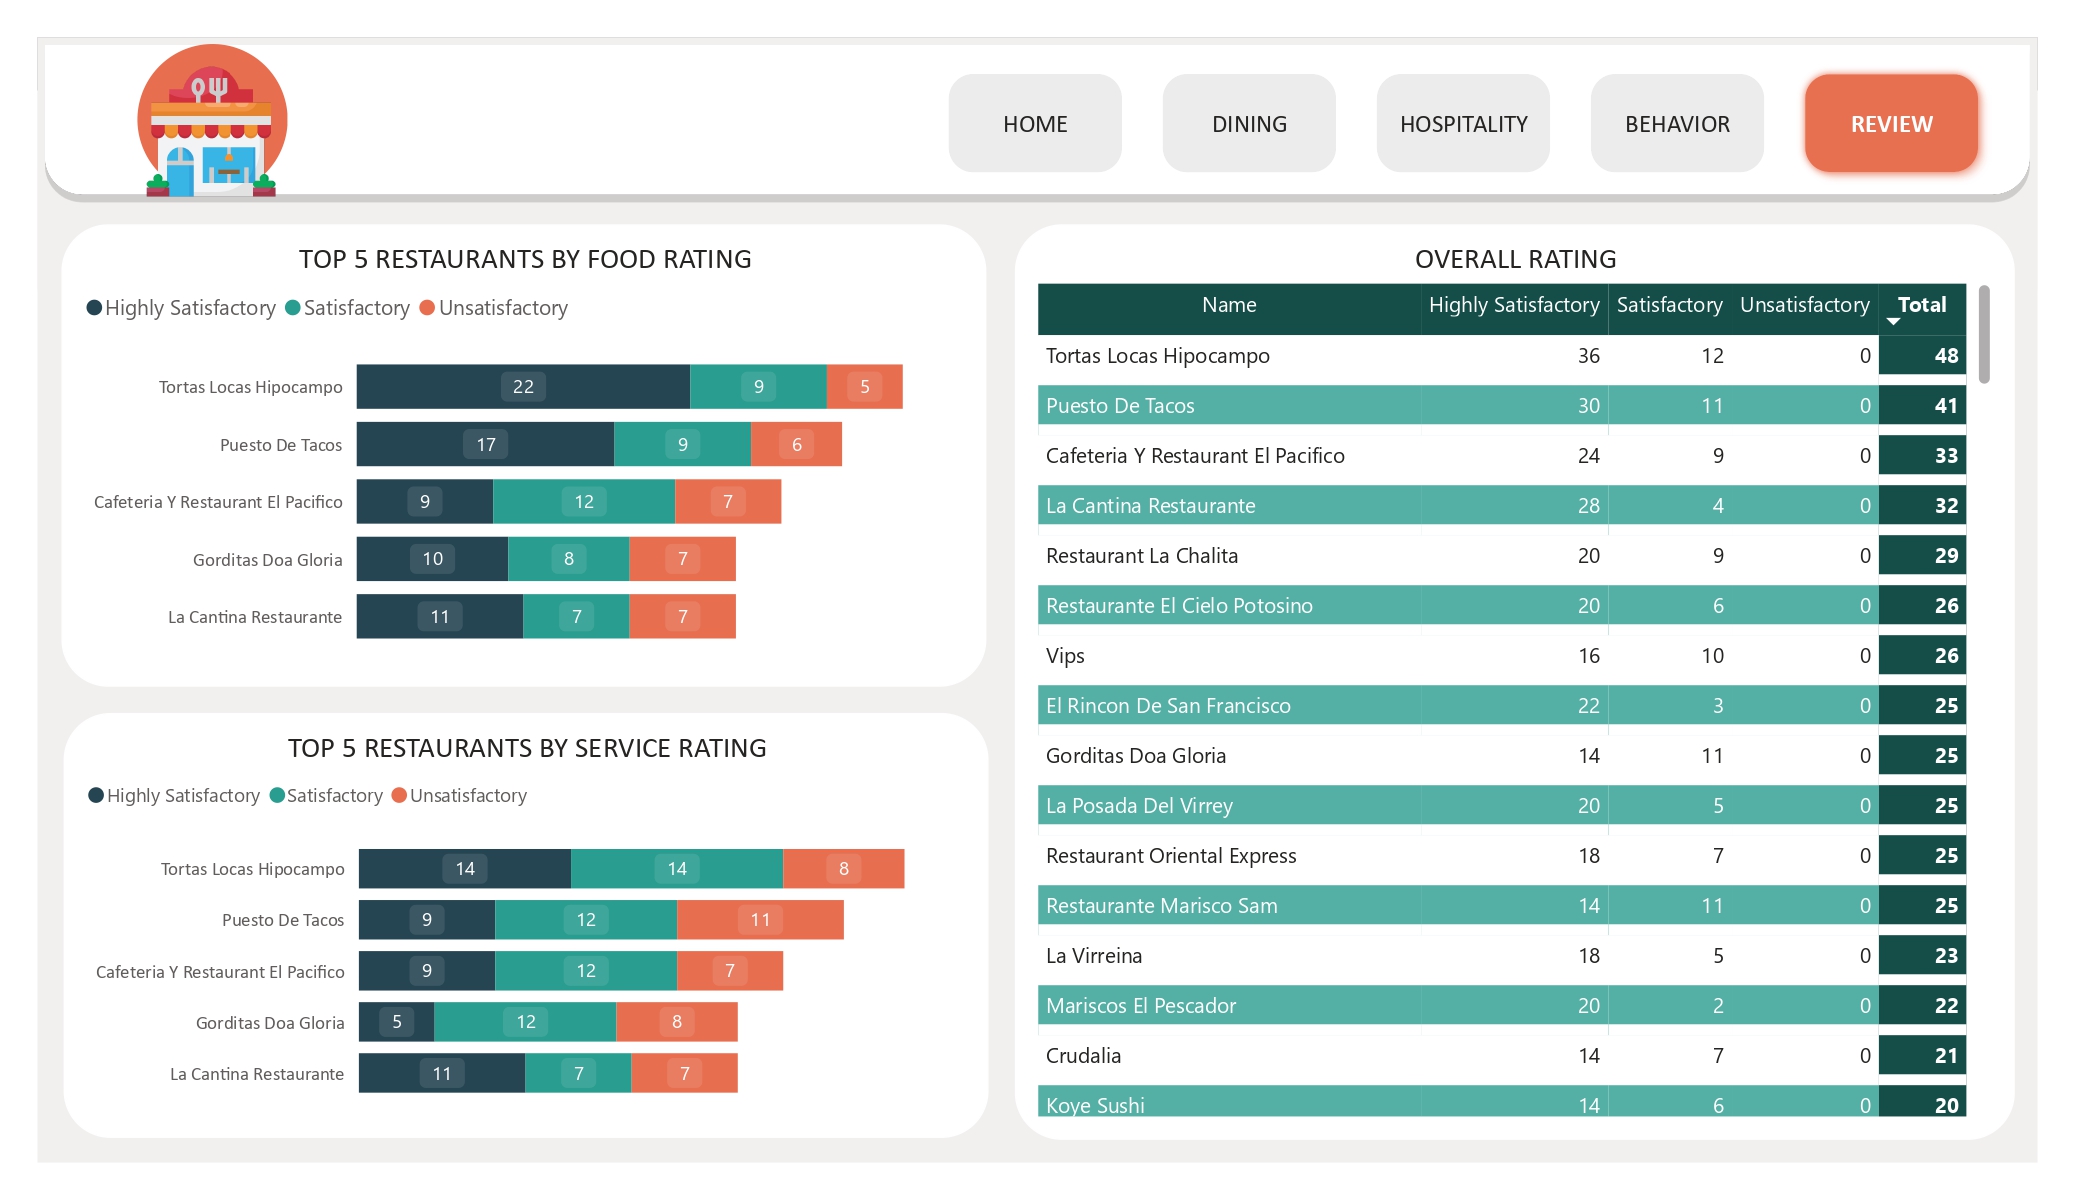 HOME DINING HOSPITALITY BEHAVIOR REVIEW
TOP 5 RESTAURANTS BY FOOD RATING
Highly Satisfactory Satisfactory Unsatisfactory
Tortas Locas Hipocampo 22 9 5
Puesto De Tacos 17 9 6
Cafeteria Y Restaurant El Pacifico 9 12 7
Gorditas Doa Gloria 10 8 7
La Cantina Restaurante 11 7 7
TOP 5 RESTAURANTS BY SERVICE RATING
Highly Satisfactory Satisfactory Unsatisfactory
Tortas Locas Hipocampo 14 14 8
Puesto De Tacos 9 12 11
Cafeteria Y Restaurant El Pacifico 9 12 7
Gorditas Doa Gloria 5 12 8
La Cantina Restaurante 11 7 7
OVERALL RATING
Name Highly Satisfactory Satisfactory Unsatisfactory Total
Tortas Locas Hipocampo 36 12 0 48
Puesto De Tacos 30 11 0 41
Cafeteria Y Restaurant El Pacifico 24 9 0 33
La Cantina Restaurante 28 4 0 32
Restaurant La Chalita 20 9 0 29
Restaurante El Cielo Potosino 20 6 0 26
Vips 16 10 0 26
El Rincon De San Francisco 22 3 0 25
Gorditas Doa Gloria 14 11 0 25
La Posada Del Virrey 20 5 0 25
Restaurant Oriental Express 18 7 0 25
Restaurante Marisco Sam 14 11 0 25
La Virreina 18 5 0 23
Mariscos El Pescador 20 2 0 22
Crudalia 14 7 0 21
Koye Sushi 14 6 0 20